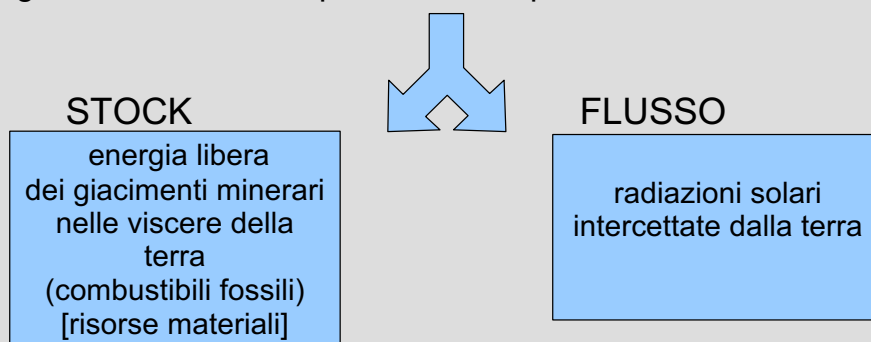 STOCK
energia libera
dei giacimenti minerari
nelle viscere della
terra
(combustibili fossili)
[risorse materiali]
FLUSSO
radiazioni solari
intercettate dalla terra